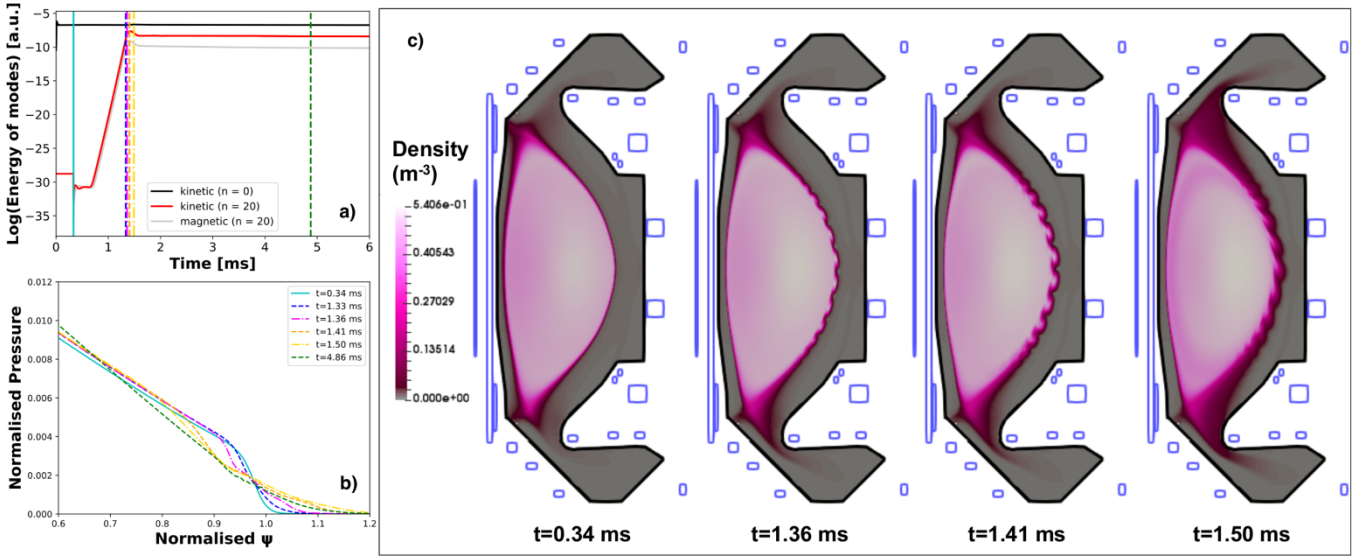 Log(Energy of modes) [a.u.]
−5
−10
−15
−20
−25
−30
−35
kinetic (n = 0)
kinetic (n = 20)
magnetic (n = 20)
a)
0 1 2 3 4 5 6
Time [ms]
Normalised Pressure
0.012
0.010
0.008
0.006
0.004
0.002
0.000
t=0.34 ms
t=1.33 ms
t=1.36 ms
t=1.41 ms
t=1.50 ms
t=4.86 ms
b)
0.6 0.7 0.8 0.9 1.0 1.1 1.2
Normalised ψ
c)
Density
(m⁻³)
5.406e-01
0.40543
0.27029
0.13514
0.000e+00
t=0.34 ms
t=1.36 ms
t=1.41 ms
t=1.50 ms